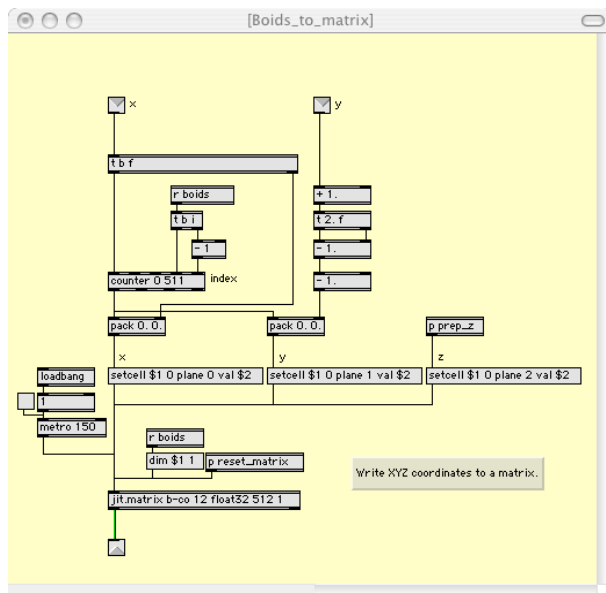 [Boids_to_matrix]
x
y
t b f
r boids
+ 1.
t b i
t 2. f
- 1
- 1.
counter 0 511
index
- 1.
pack 0. 0.
pack 0. 0.
p prep_z
x
y
z
loadbang
setcell $1 0 plane 0 val $2
setcell $1 0 plane 1 val $2
setcell $1 0 plane 2 val $2
1
metro 150
r boids
dim $1 1
p reset_matrix
Write XYZ coordinates to a matrix.
jit.matrix b-co 12 float32 512 1